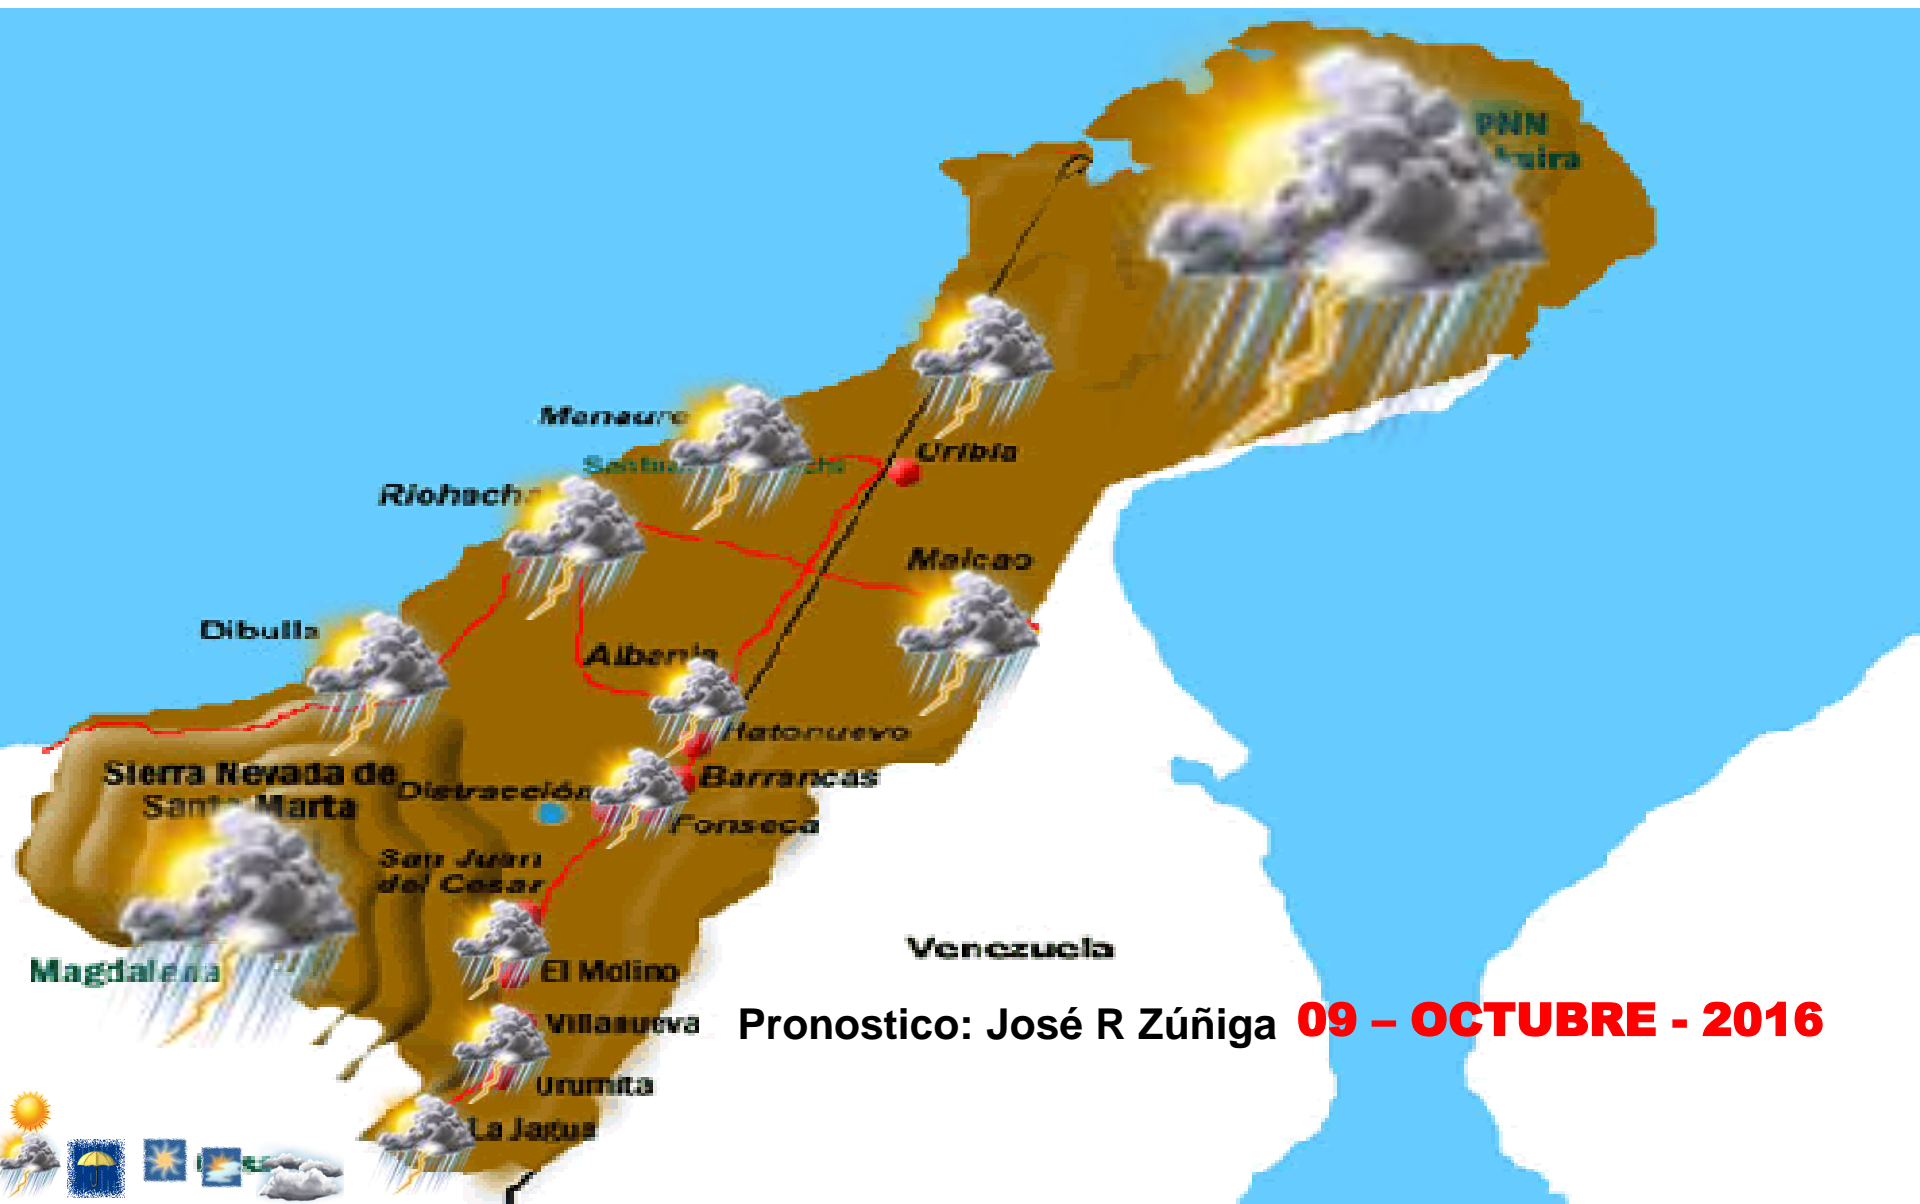 PNN
Uribia
Riohacha
Maicao
Dibulla
Albania
Hatonuevo
Sierra Nevada de
Santa Marta
Distracción
Barrancas
Fonseca
San Juan
del Cesar
Venezuela
Magdalena
El Molino
Villanueva
Pronostico: José R Zúñiga 09 – OCTUBRE - 2016
Urumita
La Jagua